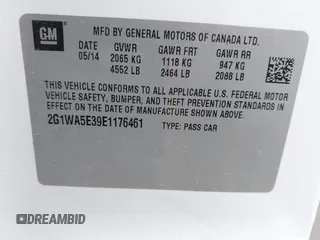 GM
MFD BY GENERAL MOTORS OF CANADA LTD.
05/14 GVWR GAWR FRT GAWR RR
2065 KG 1118 KG 947 KG
4552 LB 2464 LB 2088 LB
THIS VEHICLE CONFORMS TO ALL APPLICABLE U.S. FEDERAL MOTOR
VEHICLE SAFETY, BUMPER, AND THEFT PREVENTION STANDARDS IN
EFFECT ON THE DATE OF MANUFACTURE SHOWN ABOVE.
2G1WA5E39E1176461
TYPE: PASS CAR
DREAMBID